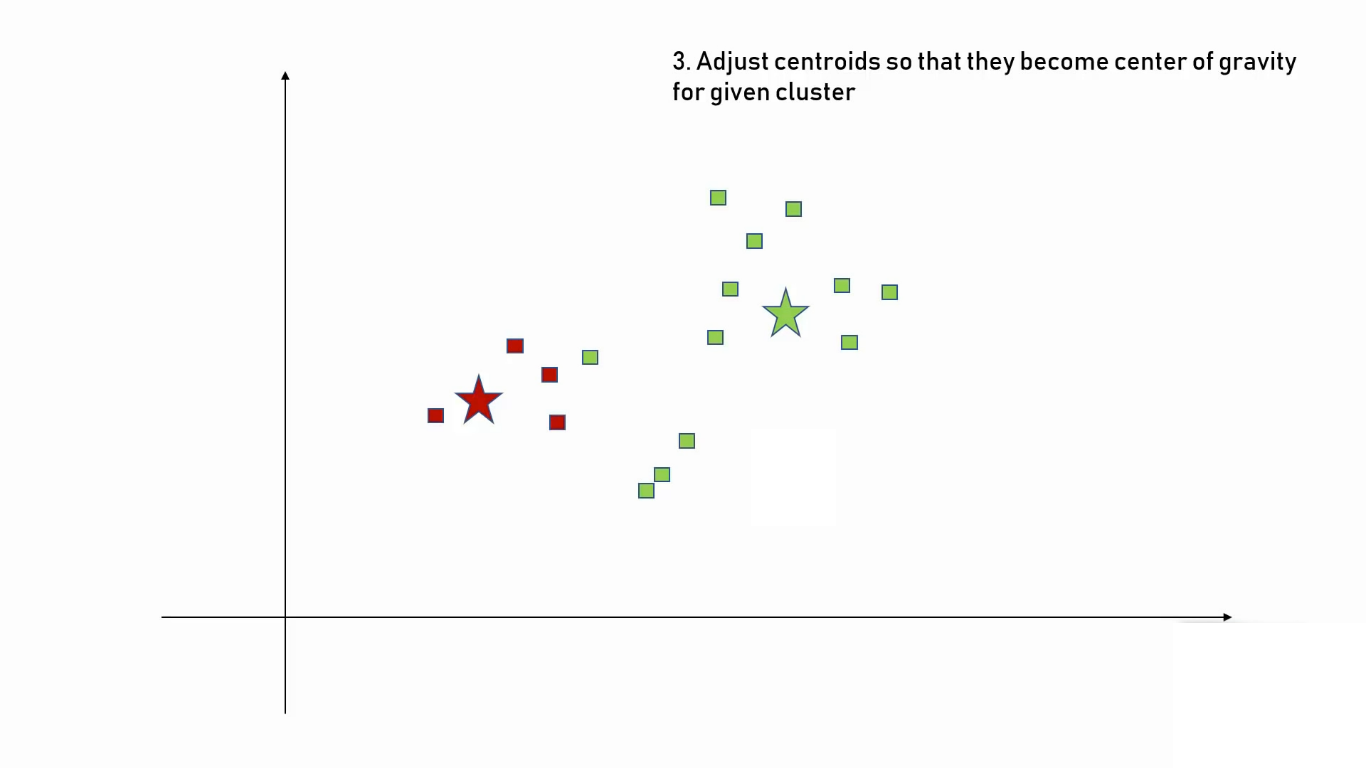 3. Adjust centroids so that they become center of gravity
for given cluster